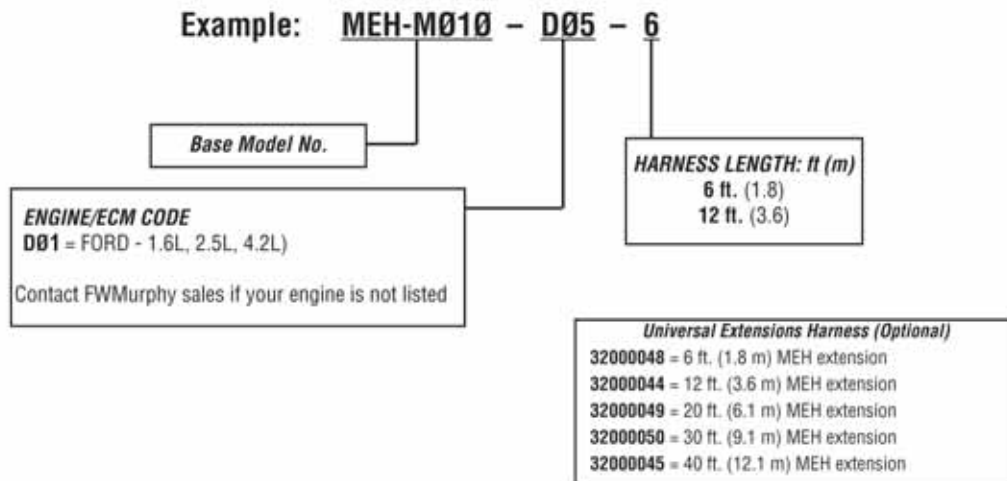 Example: MEH-MØ1Ø – DØ5 – 6
Base Model No.
ENGINE/ECM CODE
DØ1 = FORD - 1.6L, 2.5L, 4.2L)
Contact FWMurphy sales if your engine is not listed
HARNESS LENGTH: ft (m)
6 ft. (1.8)
12 ft. (3.6)
Universal Extensions Harness (Optional)
32000048 = 6 ft. (1.8 m) MEH extension
32000044 = 12 ft. (3.6 m) MEH extension
32000049 = 20 ft. (6.1 m) MEH extension
32000050 = 30 ft. (9.1 m) MEH extension
32000045 = 40 ft. (12.1 m) MEH extension